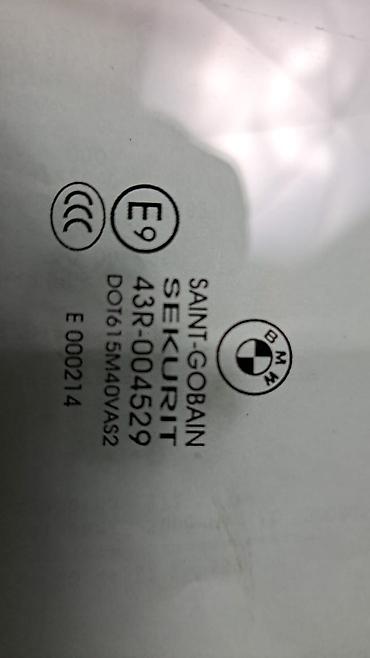 BMW
SAINT-GOBAIN
SEKURIT
E9 43R-004529
DOT615M40VAS2
CCC E 000214